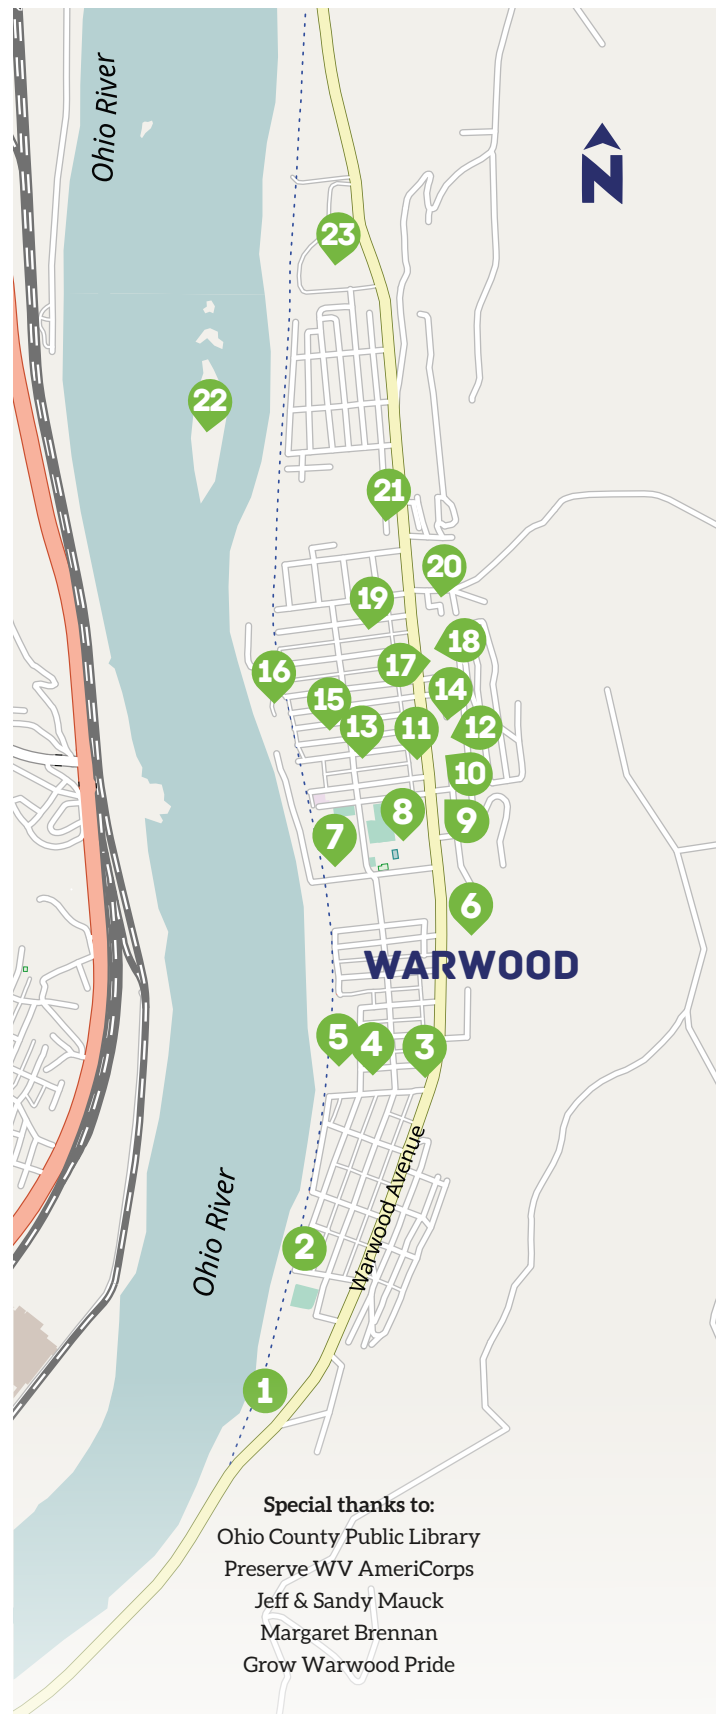 Ohio River
N
23
22
21
20
19
18
17
16
14
15
13
11
12
10
8
9
7
6
WARWOOD
5
4
3
Warwood Avenue
Ohio River
2
1
Special thanks to:
Ohio County Public Library
Preserve WV AmeriCorps
Jeff & Sandy Mauck
Margaret Brennan
Grow Warwood Pride